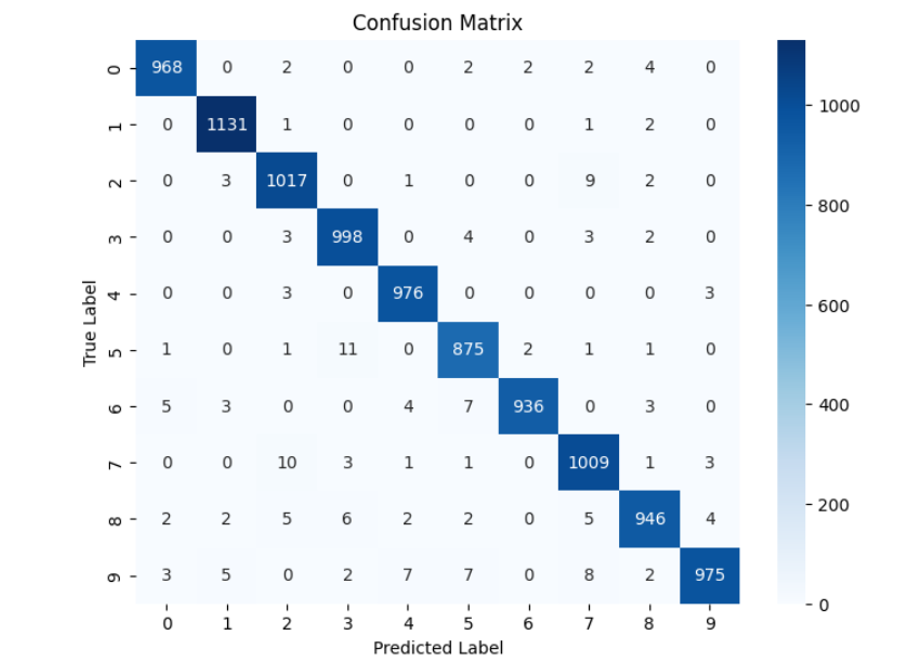 Confusion Matrix
0 968 0 2 0 0 2 2 2 4 0
1 0 1131 1 0 0 0 0 1 2 0
2 0 3 1017 0 1 0 0 9 2 0
3 0 0 3 998 0 4 0 3 2 0
4 0 0 3 0 976 0 0 0 0 3
5 1 0 1 11 0 875 2 1 1 0
6 5 3 0 0 4 7 936 0 3 0
7 0 0 10 3 1 1 0 1009 1 3
8 2 2 5 6 2 2 0 5 946 4
9 3 5 0 2 7 7 0 8 2 975
0 1 2 3 4 5 6 7 8 9
Predicted Label
True Label
1000
800
600
400
200
0